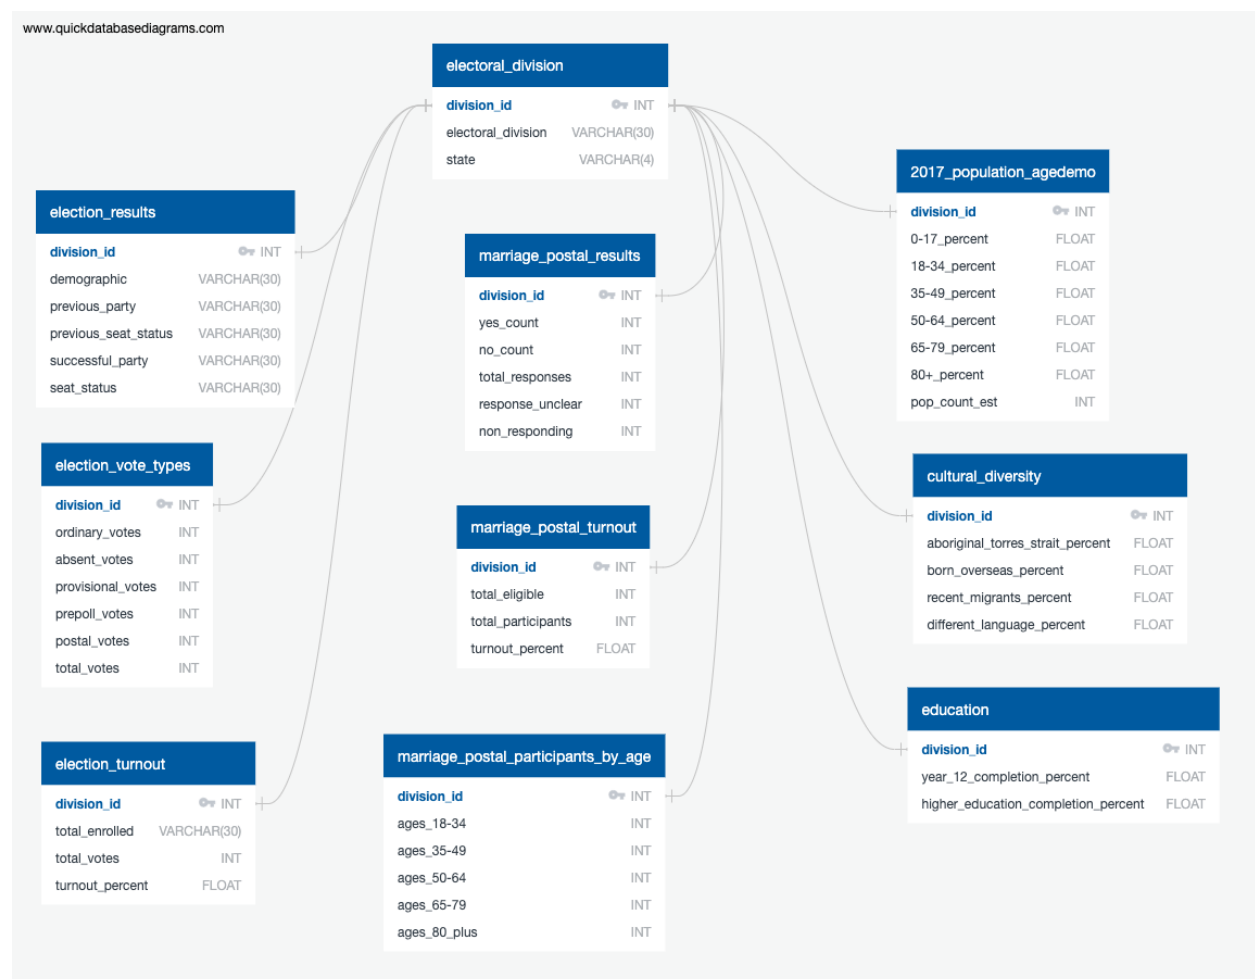 www.quickdatabasediagrams.com
electoral_division
division_id INT
electoral_division VARCHAR(30)
state VARCHAR(4)
election_results
division_id INT
demographic VARCHAR(30)
previous_party VARCHAR(30)
previous_seat_status VARCHAR(30)
successful_party VARCHAR(30)
seat_status VARCHAR(30)
election_vote_types
division_id INT
ordinary_votes INT
absent_votes INT
provisional_votes INT
prepoll_votes INT
postal_votes INT
total_votes INT
election_turnout
division_id INT
total_enrolled VARCHAR(30)
total_votes INT
turnout_percent FLOAT
marriage_postal_results
division_id INT
yes_count INT
no_count INT
total_responses INT
response_unclear INT
non_responding INT
marriage_postal_turnout
division_id INT
total_eligible INT
total_participants INT
turnout_percent FLOAT
marriage_postal_participants_by_age
division_id INT
ages_18-34 INT
ages_35-49 INT
ages_50-64 INT
ages_65-79 INT
ages_80_plus INT
2017_population_agedemo
division_id INT
0-17_percent FLOAT
18-34_percent FLOAT
35-49_percent FLOAT
50-64_percent FLOAT
65-79_percent FLOAT
80+_percent FLOAT
pop_count_est INT
cultural_diversity
division_id INT
aboriginal_torres_strait_percent FLOAT
born_overseas_percent FLOAT
recent_migrants_percent FLOAT
different_language_percent FLOAT
education
division_id INT
year_12_completion_percent FLOAT
higher_education_completion_percent FLOAT